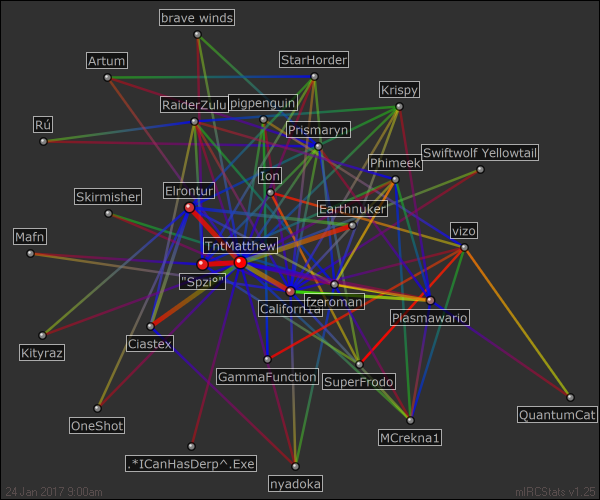 brave winds
Artum
StarHorder
Krispy
RaiderZulu
pigpenguin
Rú
Prismaryn
Phimeek
Swiftwolf Yellowtail
Ion
Elrontur
Skirmisher
Earthnuker
vizo
Mafn
TntMatthew
"Spzi°"
California
fzeroman
Plasmawario
Kityraz
Ciastex
GammaFunction
SuperFrodo
QuantumCat
OneShot
MCrekna1
.*ICanHasDerp^.Exe
nyadoka
24 Jan 2017 9:00am
mIRCStats v1.25